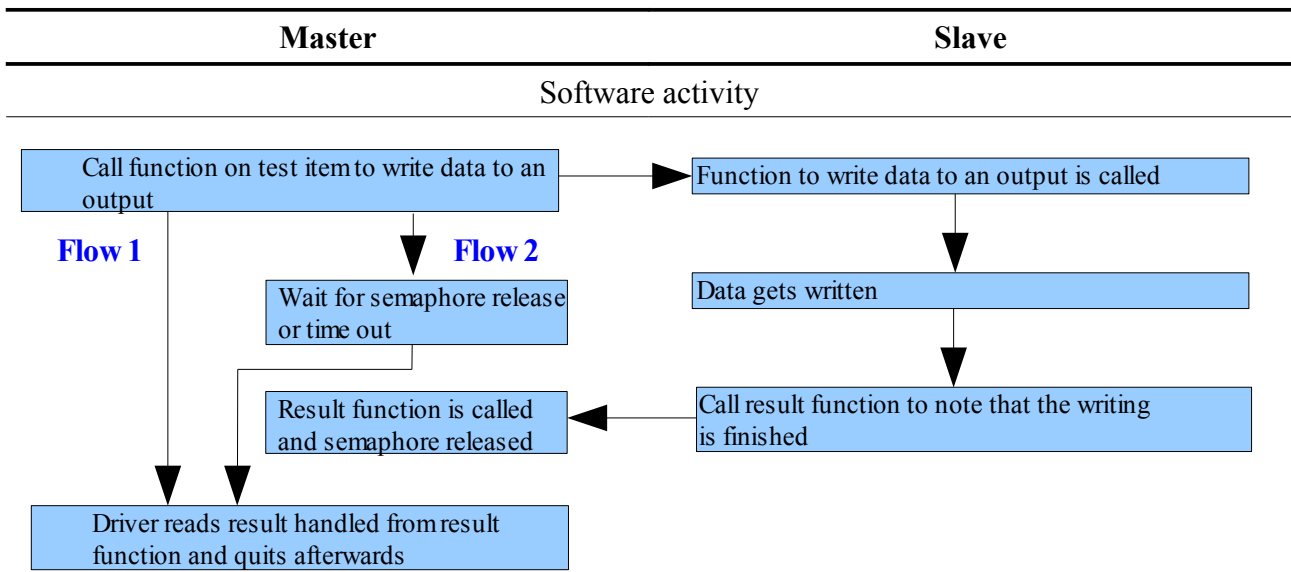 Master
Slave
Software activity
Call function on test item to write data to an
output
Function to write data to an output is called
Flow 1
Flow 2
Wait for semaphore release
or time out
Data gets written
Result function is called
and semaphore released
Call result function to note that the writing
is finished
Driver reads result handled from result
function and quits afterwards